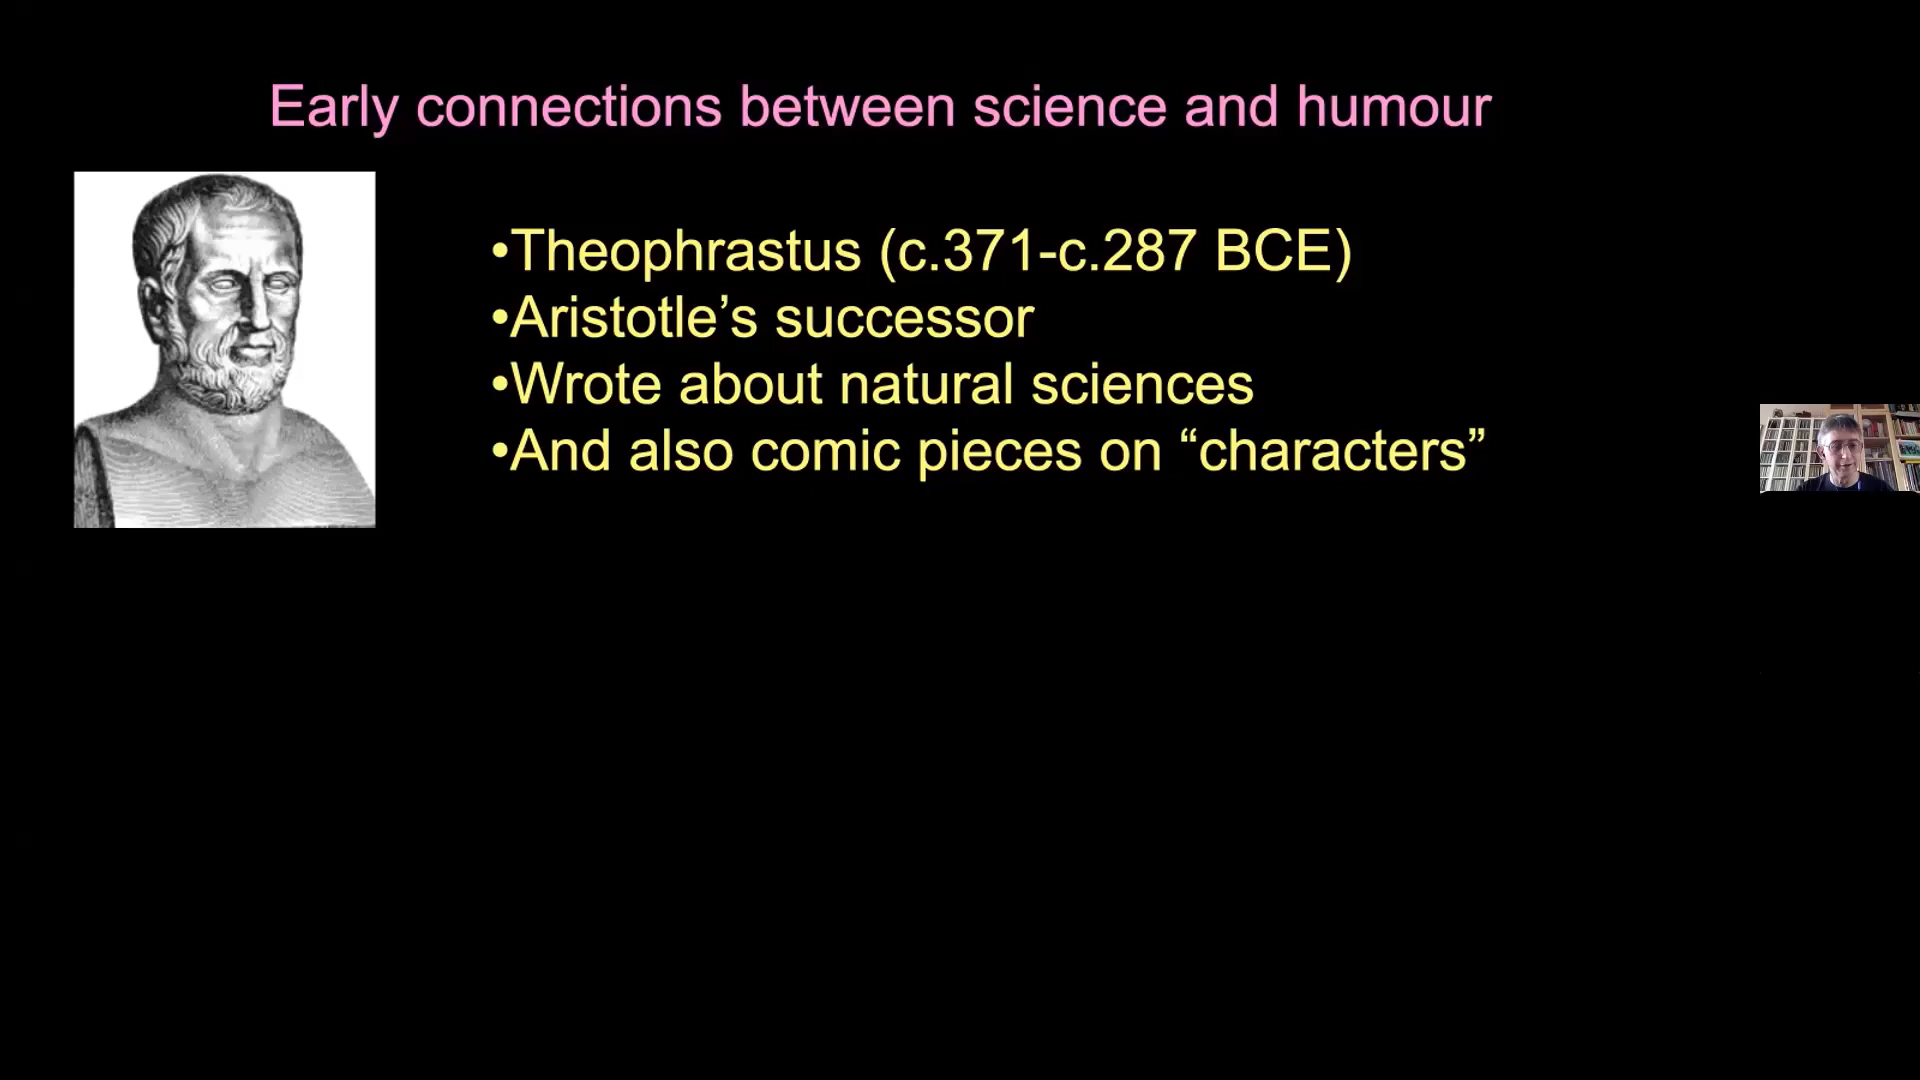 Early connections between science and humour
•Theophrastus (c.371-c.287 BCE)
•Aristotle’s successor
•Wrote about natural sciences
•And also comic pieces on “characters”